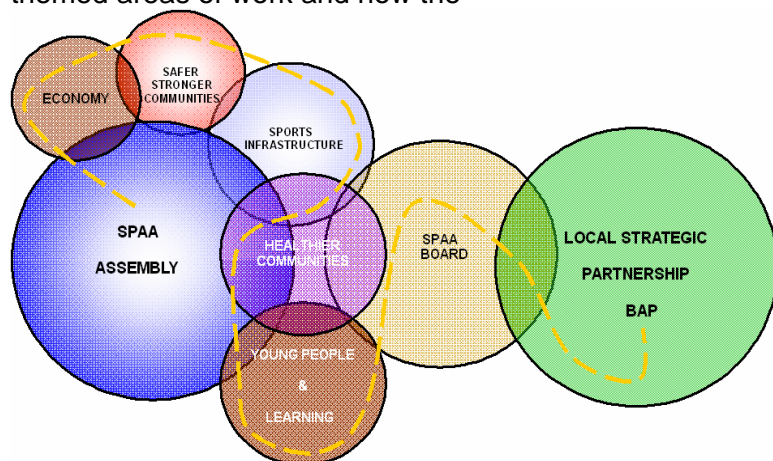 themed areas of work and how the
ECONOMY
SAFER
STRONGER
COMMUNITIES
SPORTS
INFRASTRUCTURE
SPAA
ASSEMBLY
HEALTHIER
COMMUNITIES
SPAA
BOARD
LOCAL STRATEGIC
PARTNERSHIP
BAP
YOUNG PEOPLE
&
LEARNING